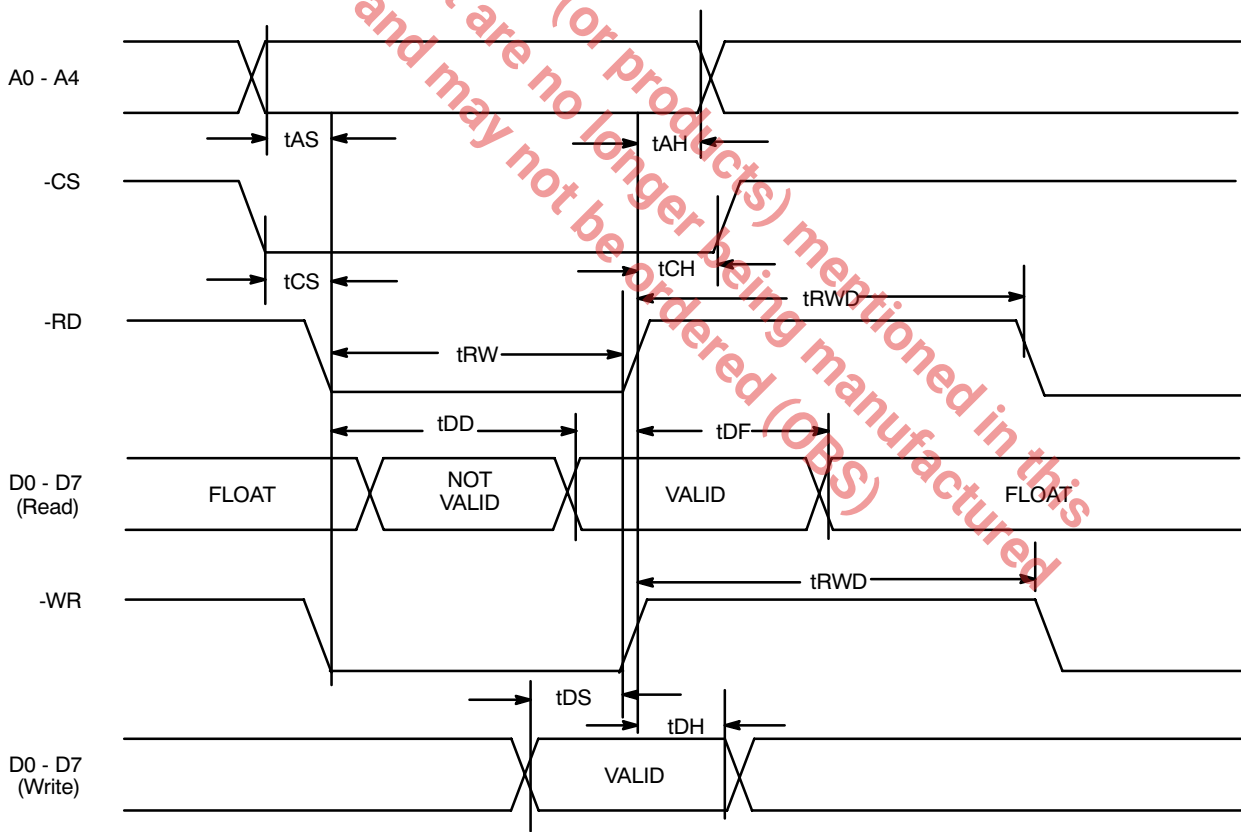 (or products) mentioned in this
t are no longer being manufactured
and may not be ordered (OBS)
A0 - A4
tAS
tAH
-CS
tCS
tCH
tRWD
-RD
tRW
tDD
tDF
D0 - D7
(Read)
FLOAT
NOT
VALID
VALID
FLOAT
tRWD
-WR
tDS
tDH
D0 - D7
(Write)
VALID